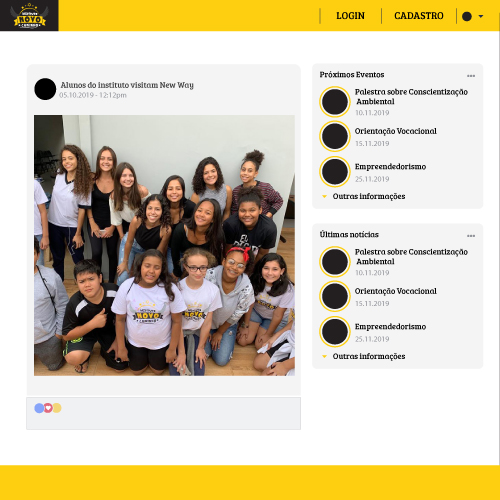 INSTITUTO
NOVO
CAMINHO
LOGIN
CADASTRO
Alunos do instituto visitam New Way
05.10.2019 - 12:12pm
NOVO
NOVO
Próximos Eventos
Palestra sobre Conscientização
Ambiental
10.11.2019
Orientação Vocacional
15.11.2019
Empreendedorismo
25.11.2019
Outras informações
Últimas notícias
Palestra sobre Conscientização
Ambiental
10.11.2019
Orientação Vocacional
15.11.2019
Empreendedorismo
25.11.2019
Outras informações